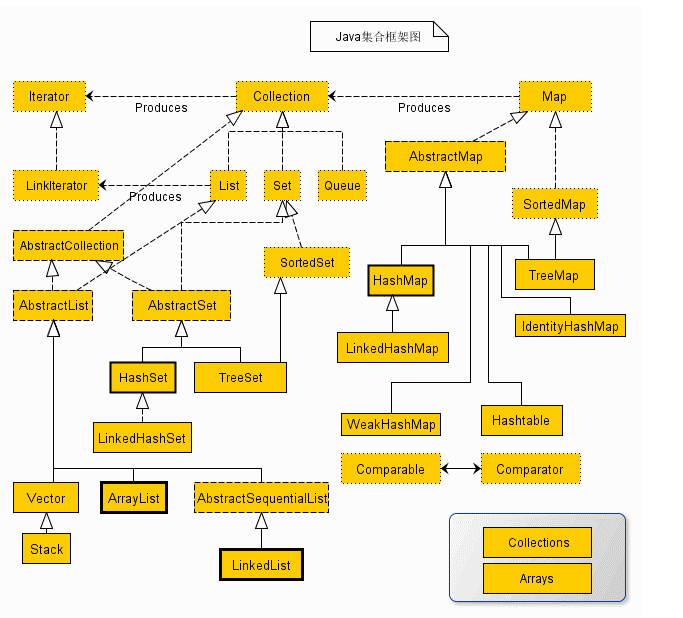 Java集合框架图
Iterator
Collection
Map
Produces
Produces
AbstractMap
LinkIterator
List
Set
Queue
Produces
SortedMap
AbstractCollection
SortedSet
HashMap
TreeMap
AbstractList
AbstractSet
IdentityHashMap
LinkedHashMap
HashSet
TreeSet
WeakHashMap
Hashtable
LinkedHashSet
Comparable
Comparator
Vector
ArrayList
AbstractSequentialList
Stack
LinkedList
Collections
Arrays